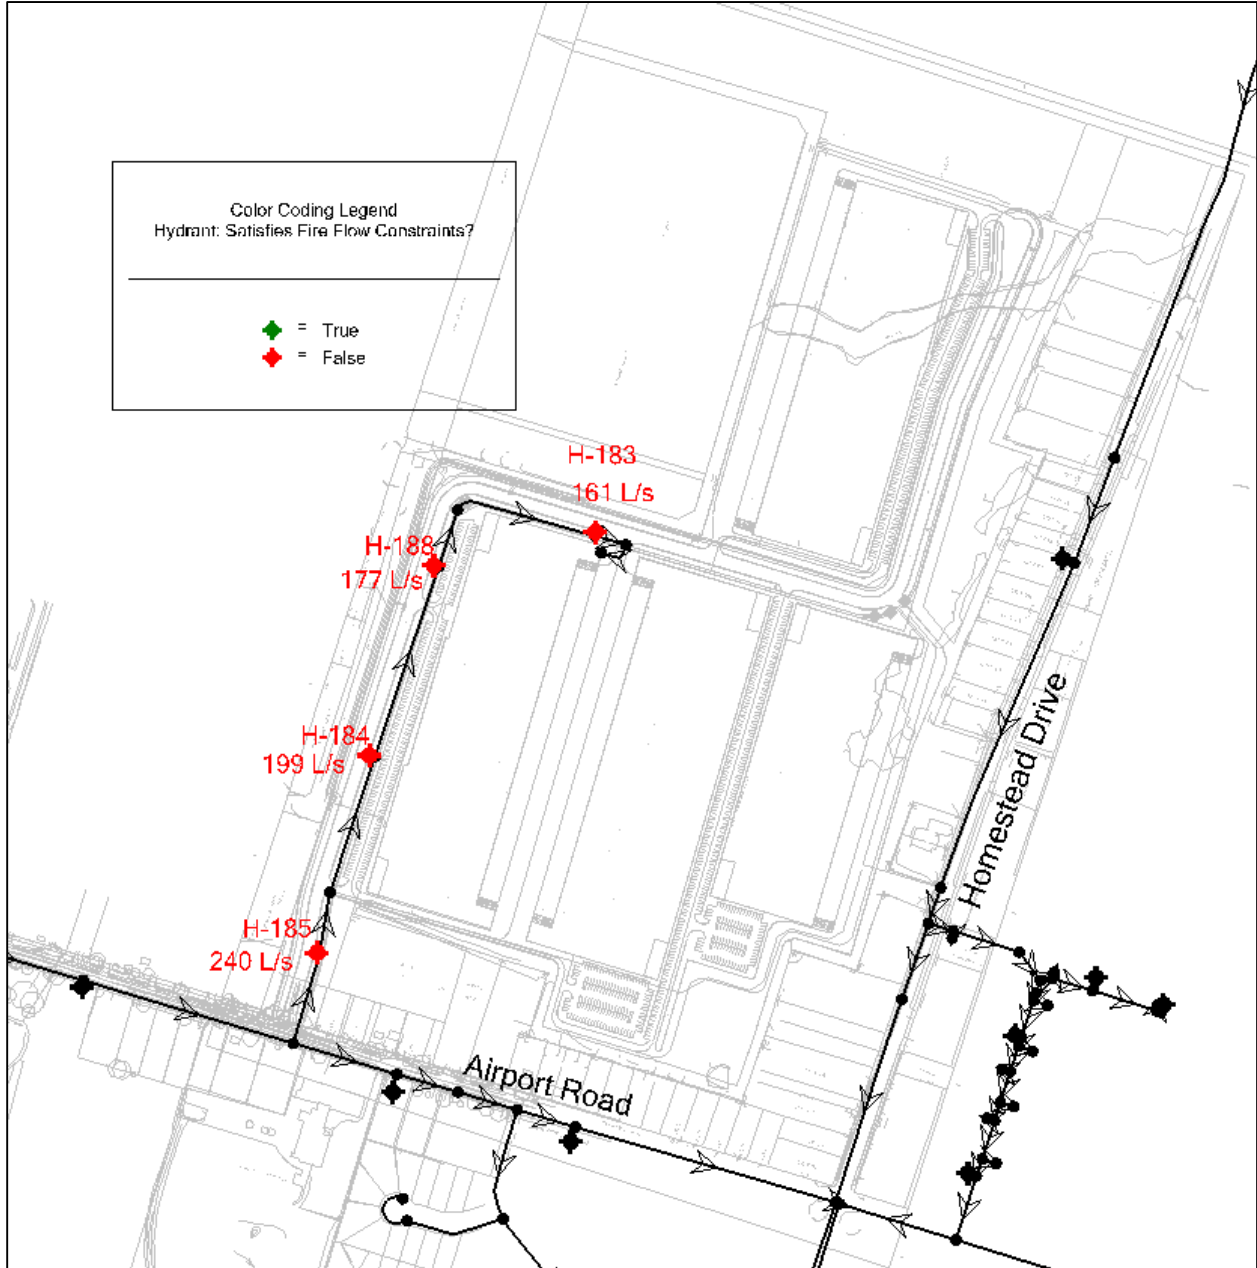 Color Coding Legend
Hydrant: Satisfies Fire Flow Constraints?
= True
= False
H-183
161 L/s
H-188
177 L/s
H-184
199 L/s
Homestead Drive
H-185
240 L/s
Airport Road